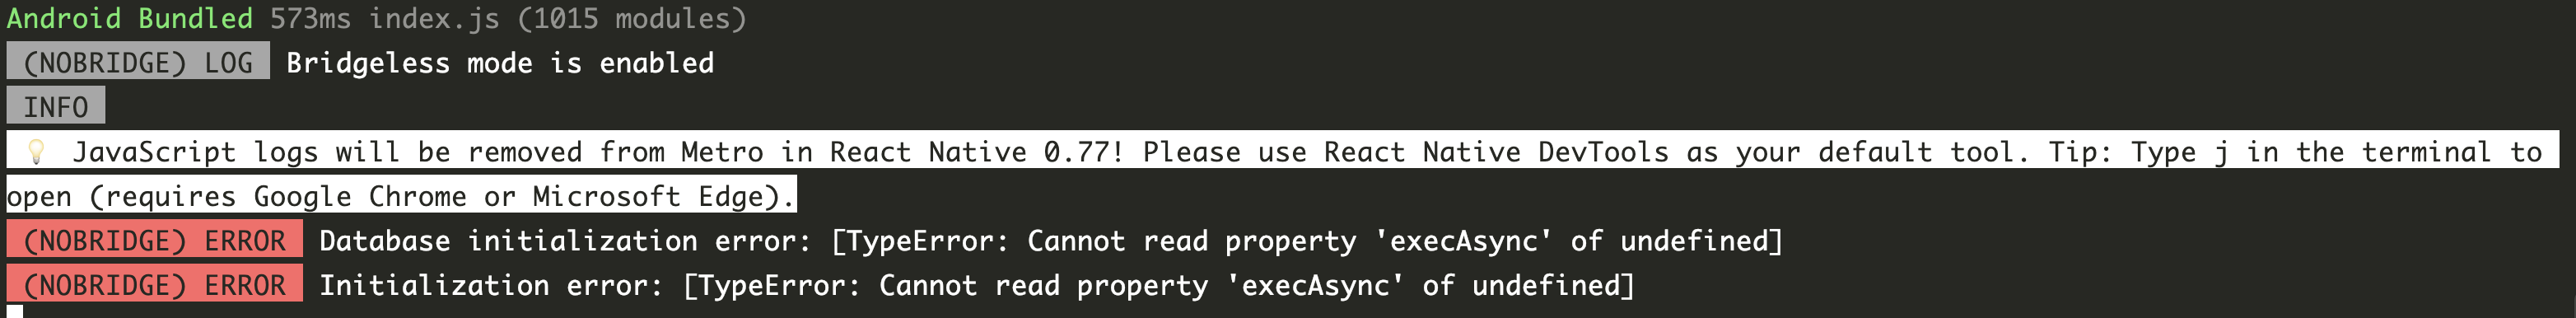 Android Bundled 573ms index.js (1015 modules)
(NOBRIDGE) LOG Bridgeless mode is enabled
INFO
💡 JavaScript logs will be removed from Metro in React Native 0.77! Please use React Native DevTools as your default tool. Tip: Type j in the terminal to
open (requires Google Chrome or Microsoft Edge).
(NOBRIDGE) ERROR Database initialization error: [TypeError: Cannot read property 'execAsync' of undefined]
(NOBRIDGE) ERROR Initialization error: [TypeError: Cannot read property 'execAsync' of undefined]